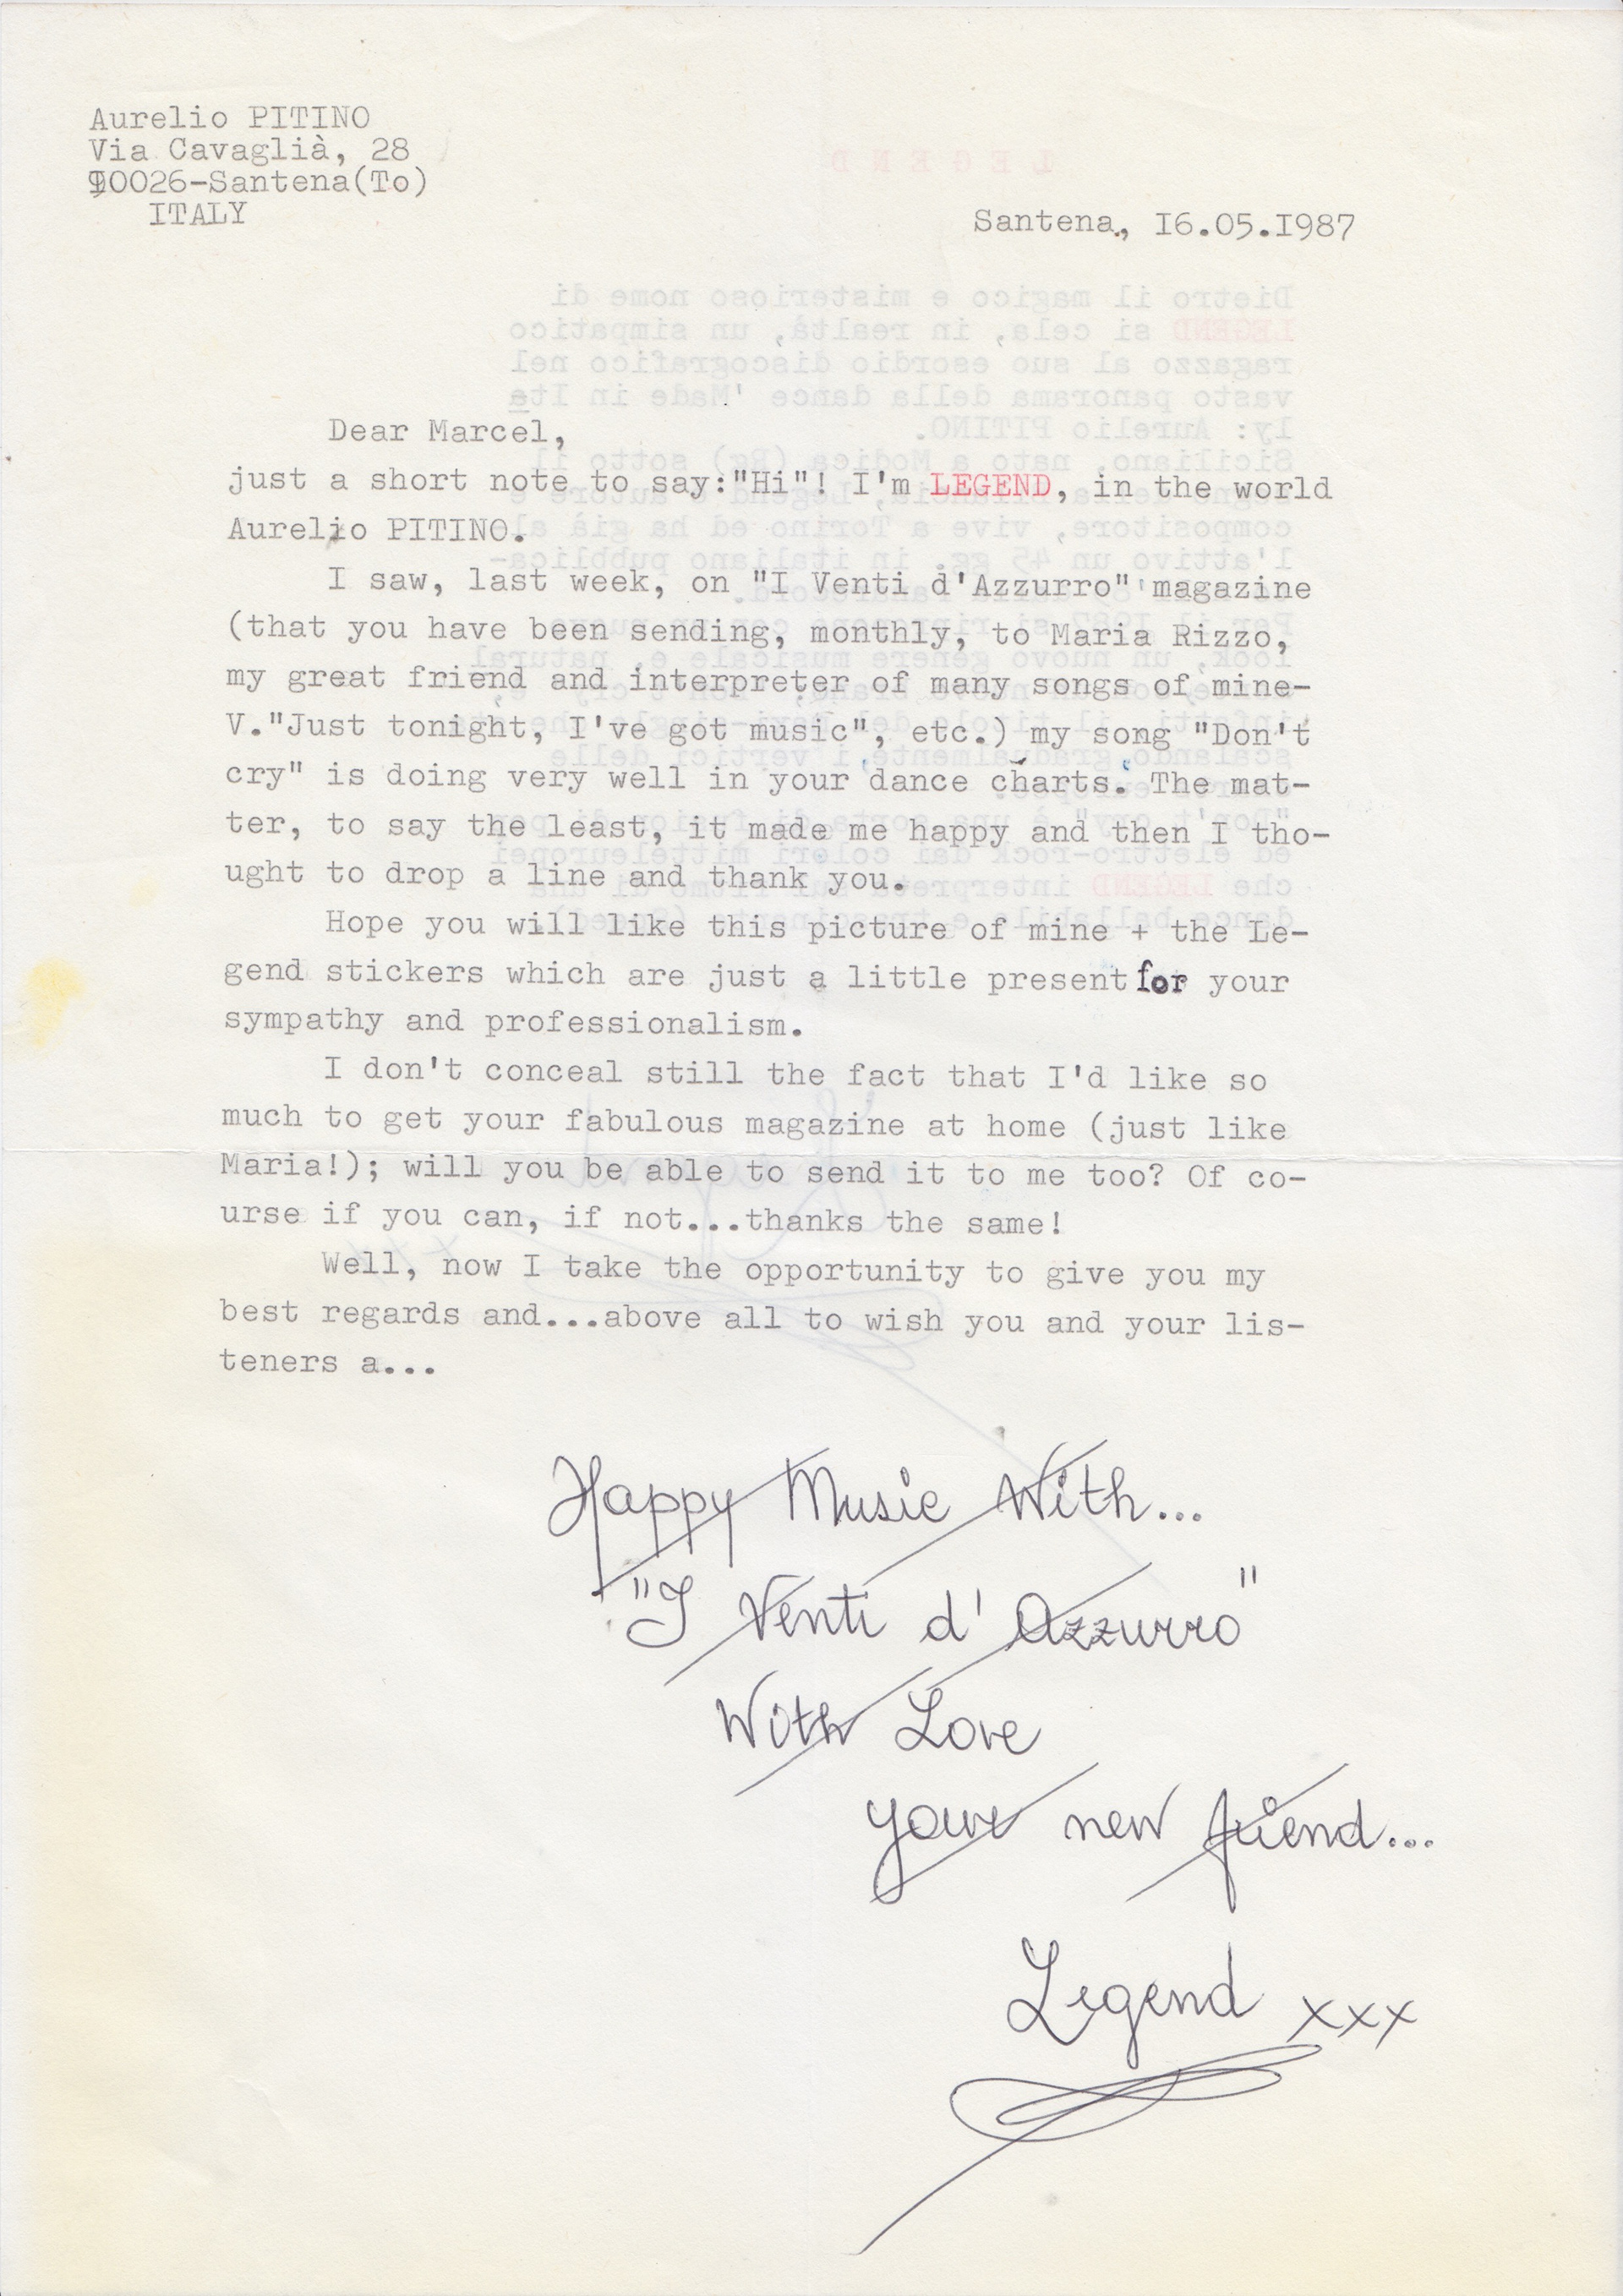 Aurelio PITINO
Via Cavaglià, 28
10026-Santena(To)
ITALY
Santena, I6.05.I987
Dear Marcel,
just a short note to say:"Hi"! I'm LEGEND, in the world
Aurelio PITINO.
I saw, last week, on "I Venti d'Azzurro" magazine
(that you have been sending, monthly, to Maria Rizzo,
my great friend and interpreter of many songs of mine-
V."Just tonight, I've got music", etc.) my song "Don't
cry" is doing very well in your dance charts. The mat-
ter, to say the least, it made me happy and then I tho-
ught to drop a line and thank you.
Hope you will like this picture of mine + the Le-
gend stickers which are just a little present for your
sympathy and professionalism.
I don't conceal still the fact that I'd like so
much to get your fabulous magazine at home (just like
Maria!); will you be able to send it to me too? Of co-
urse if you can, if not...thanks the same!
Well, now I take the opportunity to give you my
best regards and...above all to wish you and your lis-
teners a...
Happy Music With...
"I Venti d'Azzurro"
With Love
your new friend...
Legend xxx